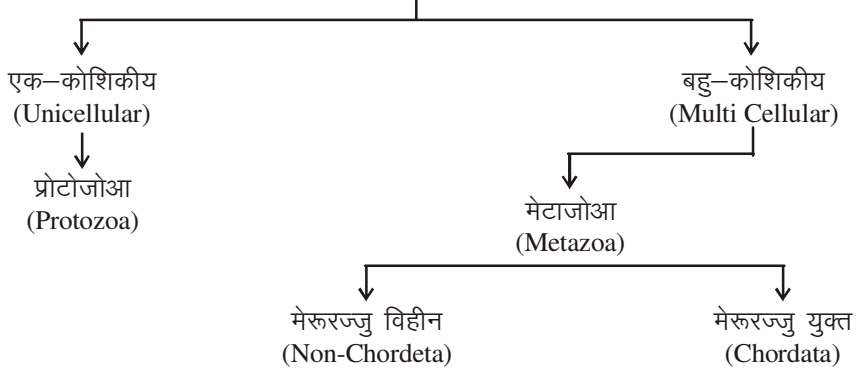 एक–कोशिकीय
(Unicellular)
बहु–कोशिकीय
(Multi Cellular)
प्रोटोजोआ
(Protozoa)
मेटाजोआ
(Metazoa)
मेरूरज्जु विहीन
(Non-Chordeta)
मेरूरज्जु युक्त
(Chordata)